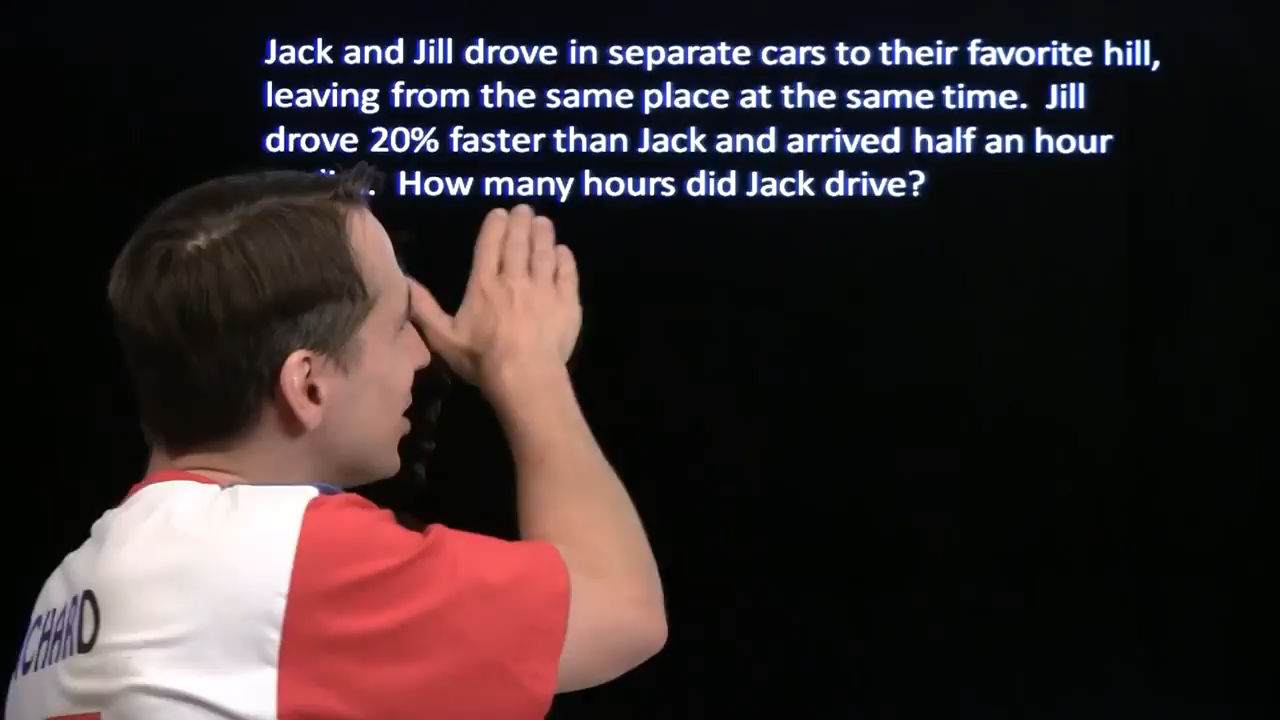 Jack and Jill drove in separate cars to their favorite hill,
leaving from the same place at the same time. Jill
drove 20% faster than Jack and arrived half an hour
How many hours did Jack drive?